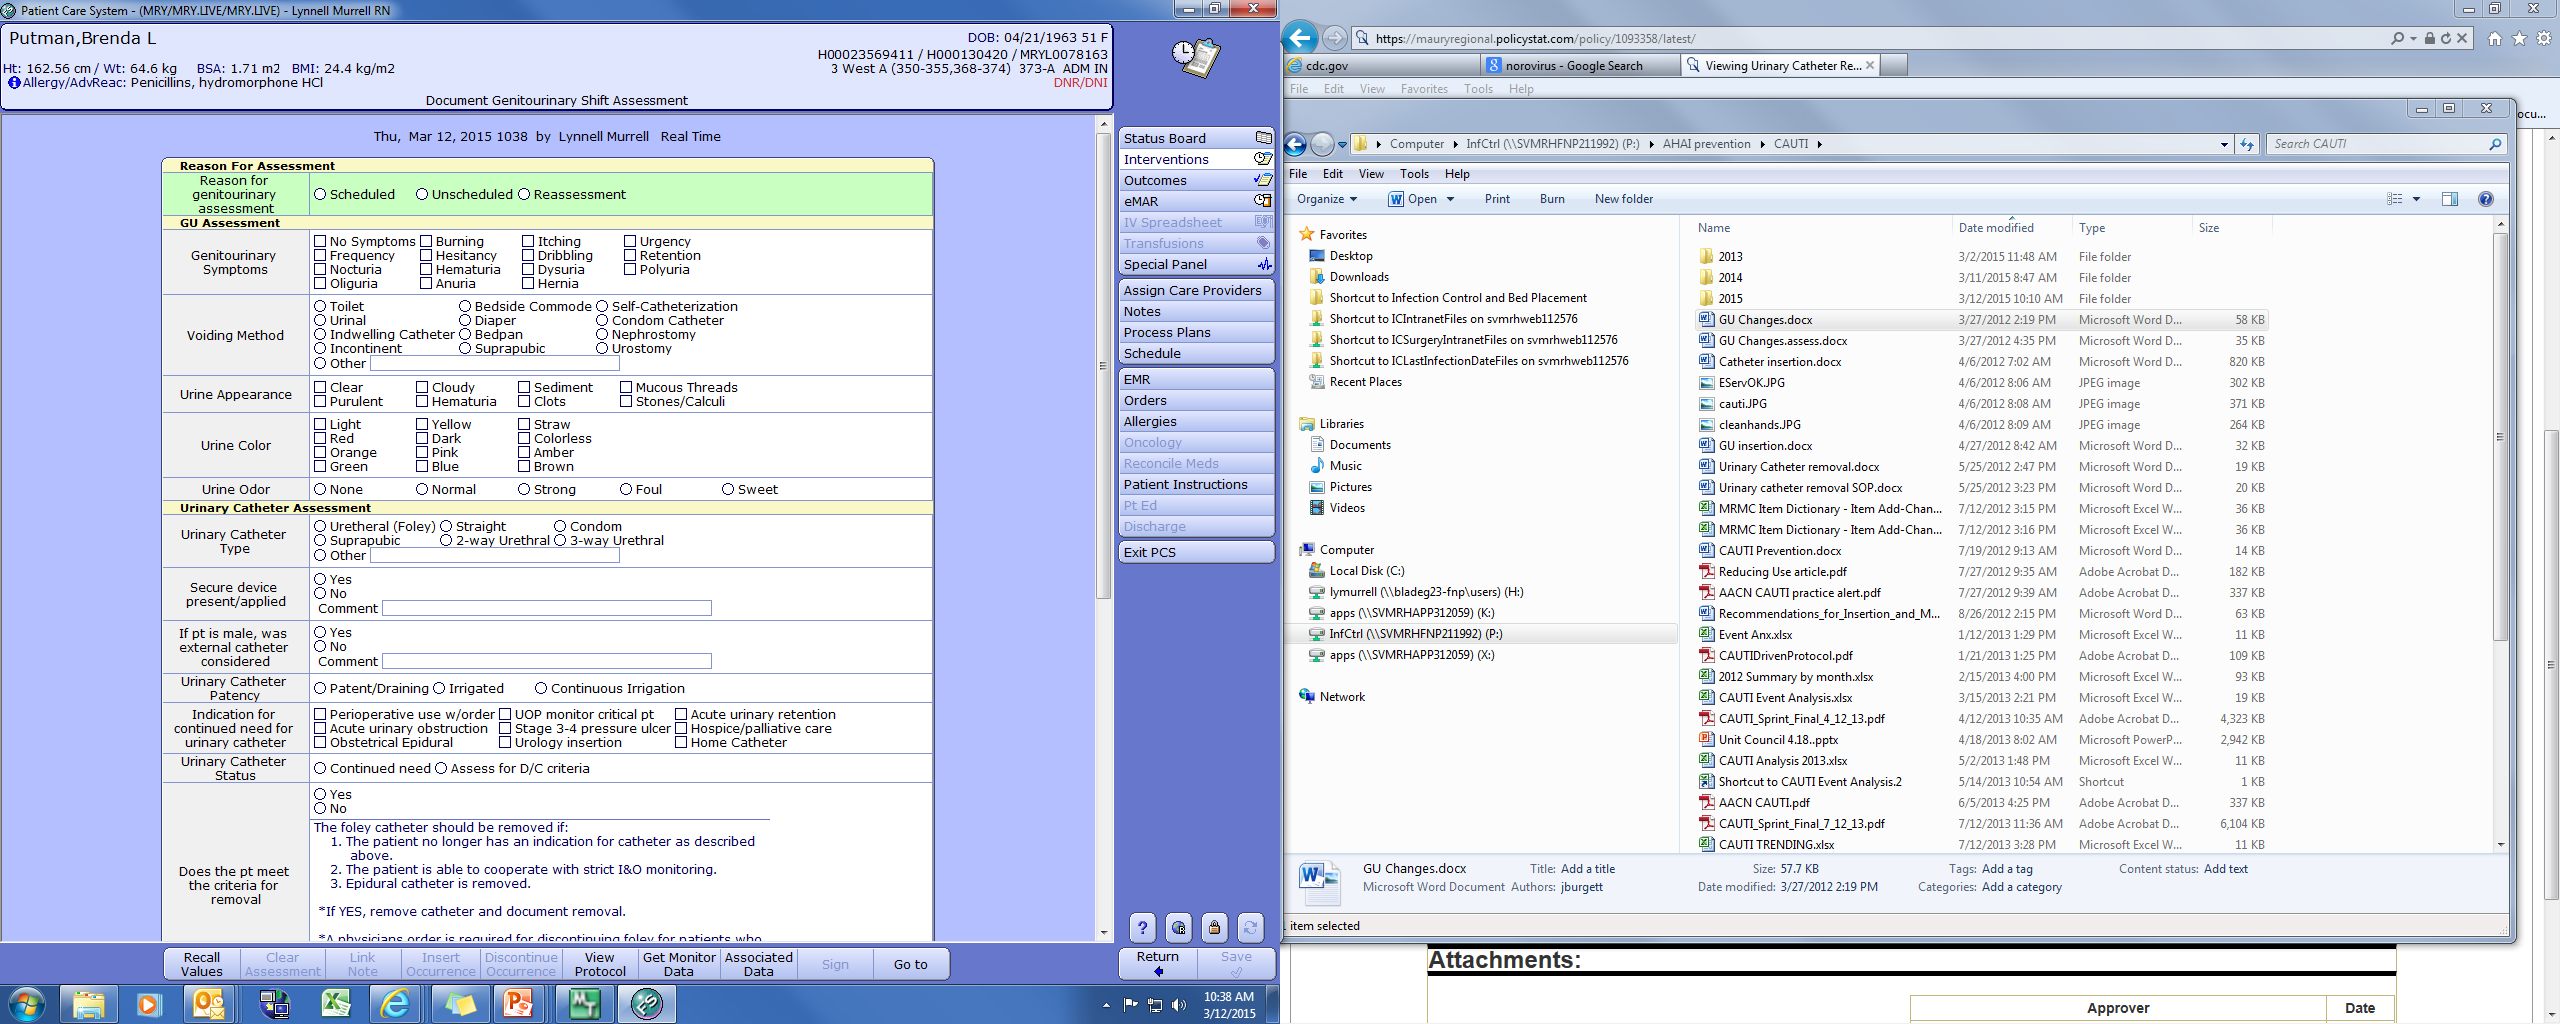 Patient Care System - (MRY/MRY.LIVE/MRY.LIVE) - Lynnell Murrell RN
Putman,Brenda L
DOB: 04/21/1963 51 F
H00023569411 / H000130420 / MRYL0078163
Ht: 162.56 cm / Wt: 64.6 kg BSA: 1.71 m2 BMI: 24.4 kg/m2
3 West A (350-355,368-374) 373-A ADM IN
Allergy/AdvReac: Penicillins, hydromorphone HCl
DNR/DNI
Document Genitourinary Shift Assessment
Thu, Mar 12, 2015 1038 by Lynnell Murrell Real Time
Reason For Assessment
Reason for genitourinary assessment
Scheduled Unscheduled Reassessment
GU Assessment
Genitourinary Symptoms
No Symptoms Burning Itching Urgency
Frequency Hesitancy Dribbling Retention
Nocturia Hematuria Dysuria Polyuria
Oliguria Anuria Hernia
Voiding Method
Toilet Bedside Commode Self-Catheterization
Urinal Diaper Condom Catheter
Indwelling Catheter Bedpan Nephrostomy
Incontinent Suprapubic Urostomy
Other
Urine Appearance
Clear Cloudy Sediment Mucous Threads
Purulent Hematuria Clots Stones/Calculi
Urine Color
Light Yellow Straw
Red Dark Colorless
Orange Pink Amber
Green Blue Brown
Urine Odor
None Normal Strong Foul Sweet
Urinary Catheter Assessment
Urinary Catheter Type
Uretheral (Foley) Straight Condom
Suprapubic 2-way Urethral 3-way Urethral
Other
Secure device present/applied
Yes
No
Comment
If pt is male, was external catheter considered
Yes
No
Comment
Urinary Catheter Patency
Patent/Draining Irrigated Continuous Irrigation
Indication for continued need for urinary catheter
Perioperative use w/order UOP monitor critical pt Acute urinary retention
Acute urinary obstruction Stage 3-4 pressure ulcer Hospice/palliative care
Obstetrical Epidural Urology insertion Home Catheter
Urinary Catheter Status
Continued need Assess for D/C criteria
Does the pt meet the criteria for removal
Yes
No
The foley catheter should be removed if:
1. The patient no longer has an indication for catheter as described
above.
2. The patient is able to cooperate with strict I&O monitoring.
3. Epidural catheter is removed.
*If YES, remove catheter and document removal.
*A physicians order is required for discontinuing foley for patients who
Status Board
Interventions
Outcomes
eMAR
IV Spreadsheet
Transfusions
Special Panel
Assign Care Providers
Notes
Process Plans
Schedule
EMR
Orders
Allergies
Oncology
Reconcile Meds
Patient Instructions
Pt Ed
Discharge
Exit PCS
Recall Values
Clear Assessment
Link Note
Insert Occurrence
Discontinue Occurrence
View Protocol
Get Monitor Data
Associated Data
Sign
Go to
Return
Save
10:38 AM
3/12/2015
https://mauryregional.policystat.com/policy/1093358/latest/
cdc.gov
norovirus - Google Search
Viewing Urinary Catheter Re...
File Edit View Favorites Tools Help
ocu...
Computer InfCtrl (\\SVMRHFNP211992) (P:) AHAI prevention CAUTI
Search CAUTI
File Edit View Tools Help
Organize Open Print Burn New folder
Favorites
Desktop
Downloads
Shortcut to Infection Control and Bed Placement
Shortcut to ICIntranetFiles on svmrhweb112576
Shortcut to ICSurgeryIntranetFiles on svmrhweb112576
Shortcut to ICLastInfectionDateFiles on svmrhweb112576
Recent Places
Libraries
Documents
Music
Pictures
Videos
Computer
Local Disk (C:)
lymurrell (\\bladeg23-fnp\users) (H:)
apps (\\SVMRHAPP312059) (K:)
InfCtrl (\\SVMRHFNP211992) (P:)
apps (\\SVMRHAPP312059) (X:)
Network
Name Date modified Type Size
2013 3/2/2015 11:48 AM File folder
2014 3/11/2015 8:47 AM File folder
2015 3/12/2015 10:10 AM File folder
GU Changes.docx 3/27/2012 2:19 PM Microsoft Word D... 58 KB
GU Changes.assess.docx 3/27/2012 4:35 PM Microsoft Word D... 35 KB
Catheter insertion.docx 4/6/2012 7:02 AM Microsoft Word D... 820 KB
EServOK.JPG 4/6/2012 8:06 AM JPEG image 302 KB
cauti.JPG 4/6/2012 8:08 AM JPEG image 371 KB
cleanhands.JPG 4/6/2012 8:09 AM JPEG image 264 KB
GU insertion.docx 4/27/2012 8:42 AM Microsoft Word D... 32 KB
Urinary Catheter removal.docx 5/25/2012 2:47 PM Microsoft Word D... 19 KB
Urinary catheter removal SOP.docx 5/25/2012 3:23 PM Microsoft Word D... 20 KB
MRMC Item Dictionary - Item Add-Chan... 7/12/2012 3:15 PM Microsoft Excel W... 36 KB
MRMC Item Dictionary - Item Add-Chan... 7/12/2012 3:16 PM Microsoft Excel W... 36 KB
CAUTI Prevention.docx 7/19/2012 9:13 AM Microsoft Word D... 14 KB
Reducing Use article.pdf 7/27/2012 9:35 AM Adobe Acrobat D... 182 KB
AACN CAUTI practice alert.pdf 7/27/2012 9:39 AM Adobe Acrobat D... 337 KB
Recommendations_for_Insertion_and_M... 8/26/2012 2:15 PM Microsoft Word D... 63 KB
Event Anx.xlsx 1/12/2013 1:29 PM Microsoft Excel W... 11 KB
CAUTIDrivenProtocol.pdf 1/21/2013 1:25 PM Adobe Acrobat D... 109 KB
2012 Summary by month.xlsx 2/15/2013 4:00 PM Microsoft Excel W... 93 KB
CAUTI Event Analysis.xlsx 3/15/2013 2:21 PM Microsoft Excel W... 19 KB
CAUTI_Sprint_Final_4_12_13.pdf 4/12/2013 10:35 AM Adobe Acrobat D... 4,323 KB
Unit Council 4.18..pptx 4/18/2013 8:02 AM Microsoft PowerP... 2,942 KB
CAUTI Analysis 2013.xlsx 5/2/2013 1:48 PM Microsoft Excel W... 11 KB
Shortcut to CAUTI Event Analysis.2 5/14/2013 10:54 AM Shortcut 1 KB
AACN CAUTI.pdf 6/5/2013 4:25 PM Adobe Acrobat D... 337 KB
CAUTI_Sprint_Final_7_12_13.pdf 7/12/2013 11:36 AM Adobe Acrobat D... 6,104 KB
CAUTI TRENDING.xlsx 7/12/2013 3:28 PM Microsoft Excel W... 11 KB
GU Changes.docx Title: Add a title Size: 57.7 KB Tags: Add a tag Content status: Add text
Microsoft Word Document Authors: jburgett Date modified: 3/27/2012 2:19 PM Categories: Add a category
1 item selected
Attachments:
Approver Date